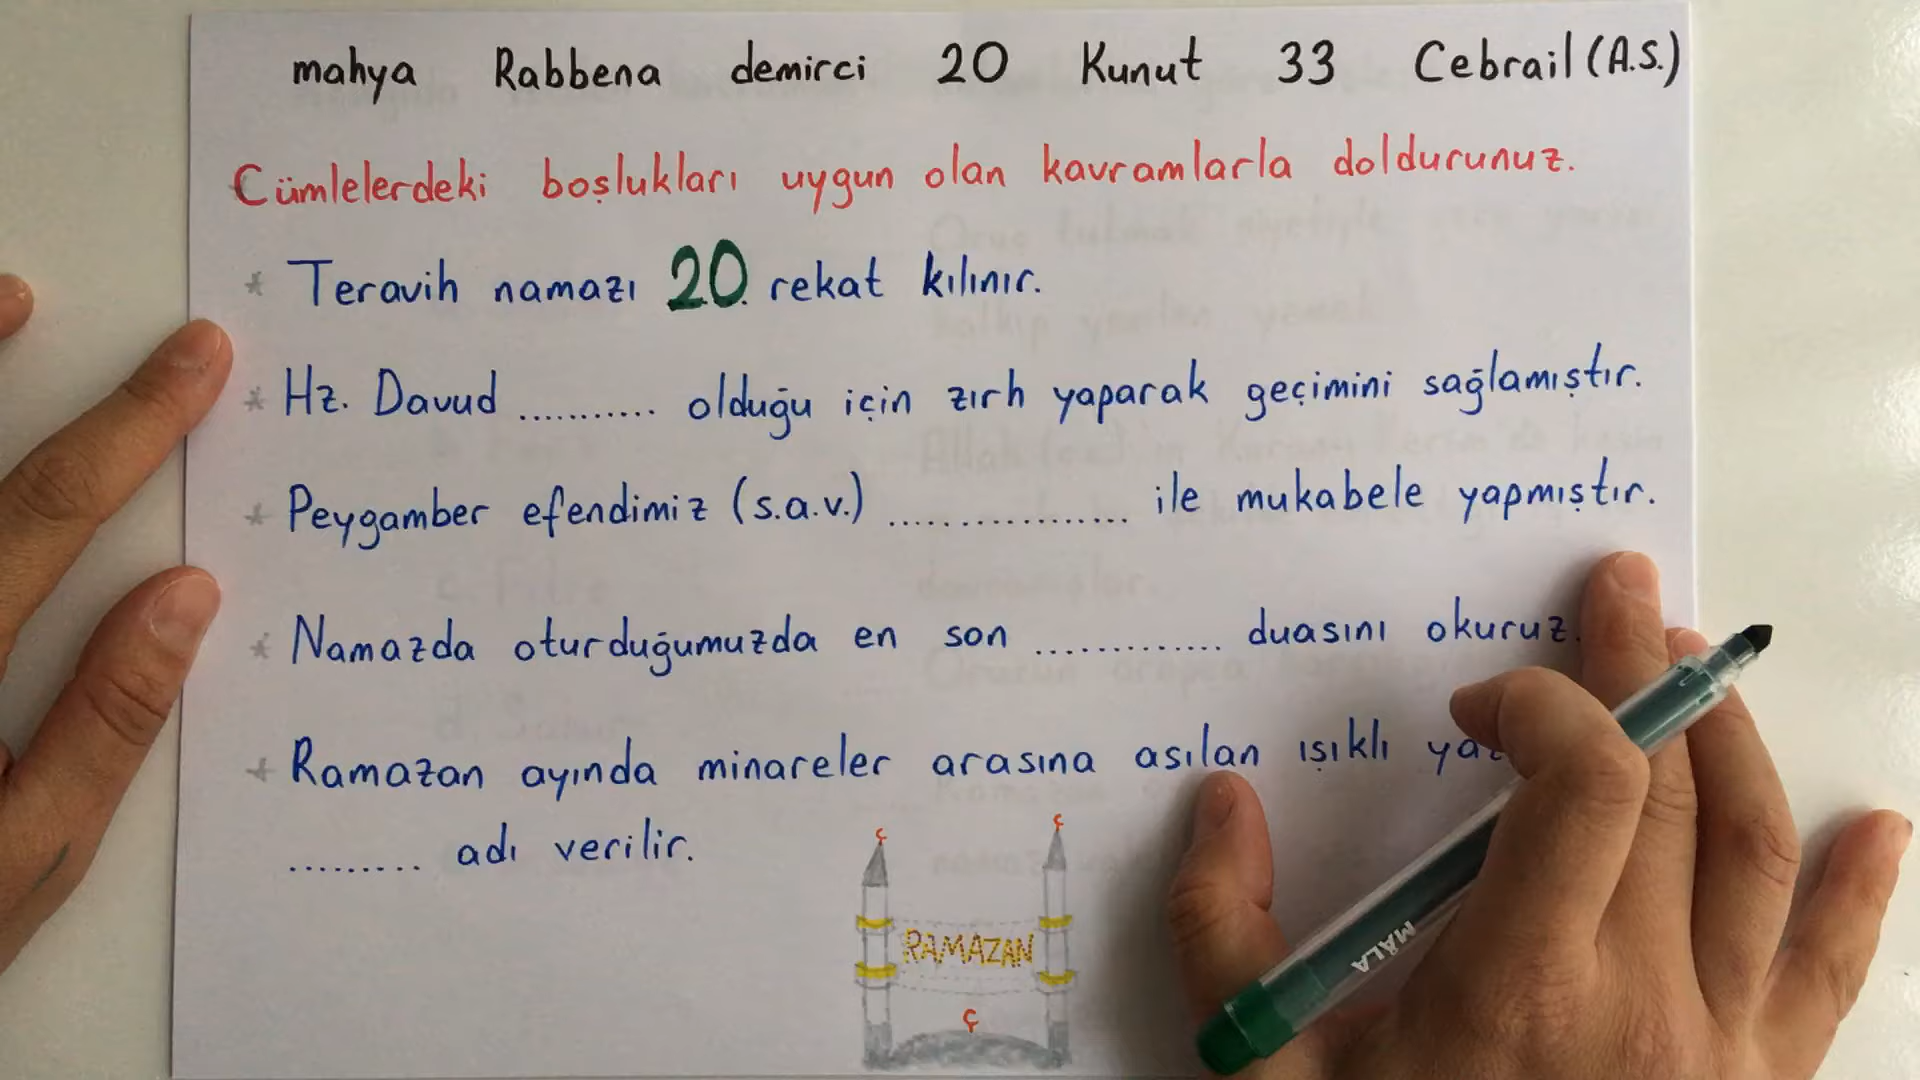 mahya Rabbena demirci 20 Kunut 33 Cebrail (A.S.)
Cümlelerdeki boşlukları uygun olan kavramlarla doldurunuz.
* Teravih namazı 20 rekat kılınır.
* Hz. Davud ........... olduğu için zırh yaparak geçimini sağlamıştır.
* Peygamber efendimiz (s.a.v.) ................. ile mukabele yapmıştır.
* Namazda oturduğumuzda en son ............. duasını okuruz.
* Ramazan ayında minareler arasına asılan ışıklı
......... adı verilir.
RAMAZAN
MÂLA